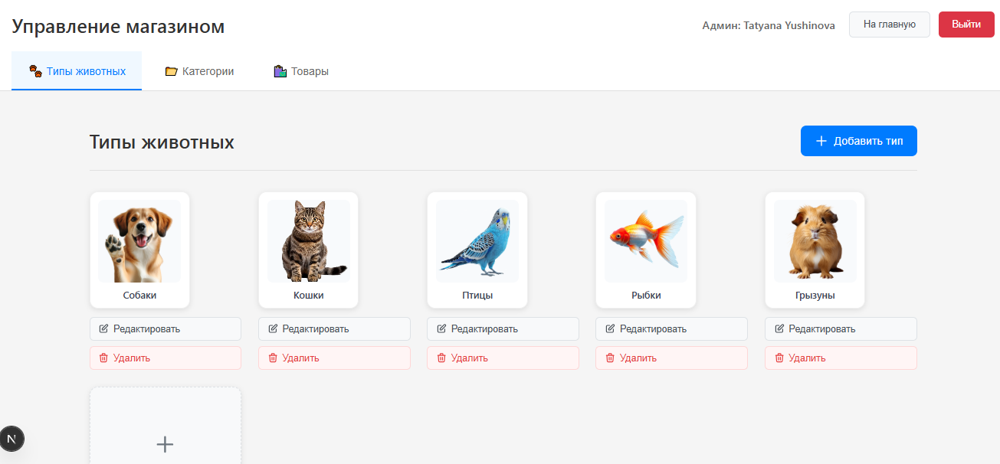 Управление магазином
Админ: Tatyana Yushinova
На главную
Выйти
Типы животных
Категории
Товары
Типы животных
Добавить тип
Собаки
Кошки
Птицы
Рыбки
Грызуны
Редактировать
Редактировать
Редактировать
Редактировать
Редактировать
Удалить
Удалить
Удалить
Удалить
Удалить
N